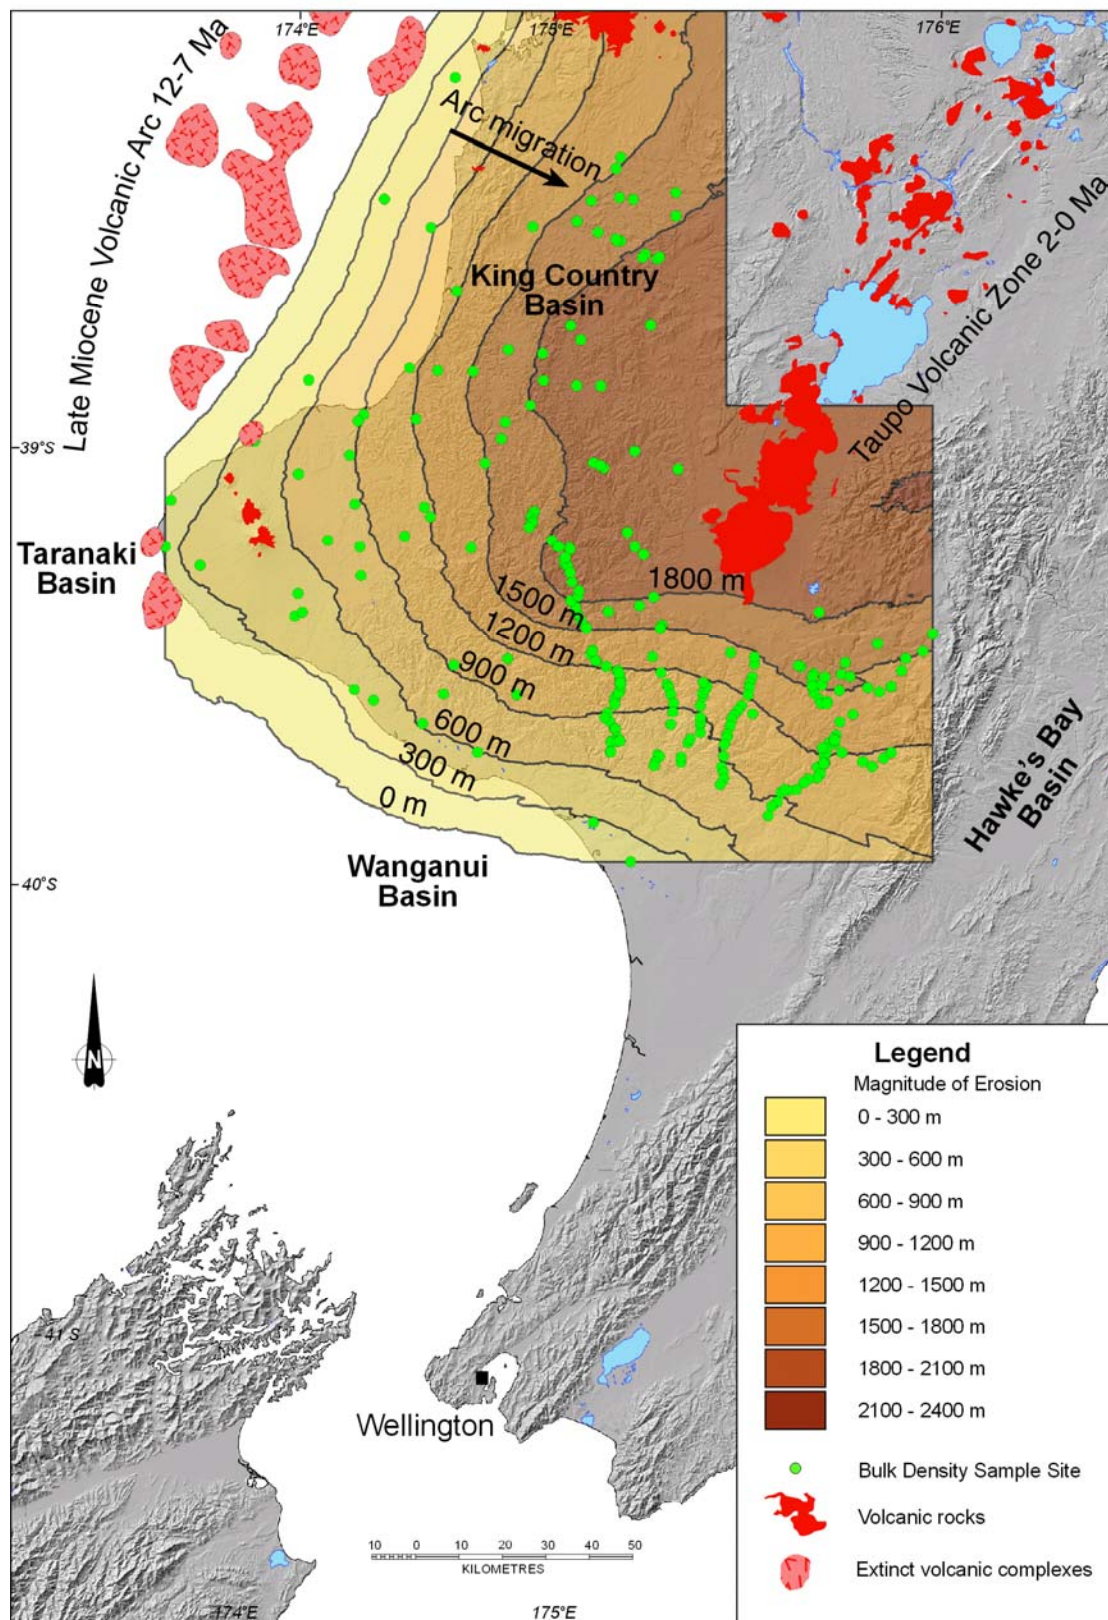 174°E
175°E
176°E
Late Miocene Volcanic Arc 12-7 Ma
Arc migration
King Country
Basin
Taupo Volcanic Zone 2-0 Ma
39°S
Taranaki
Basin
1800 m
1500 m
1200 m
900 m
600 m
300 m
0 m
Hawke's Bay
Basin
Wanganui
Basin
40°S
N
Legend
Magnitude of Erosion
0 - 300 m
300 - 600 m
600 - 900 m
900 - 1200 m
1200 - 1500 m
1500 - 1800 m
1800 - 2100 m
2100 - 2400 m
Bulk Density Sample Site
Volcanic rocks
Extinct volcanic complexes
41 S
Wellington
10 0 10 20 30 40 50
KILOMETRES
174°E
175°E